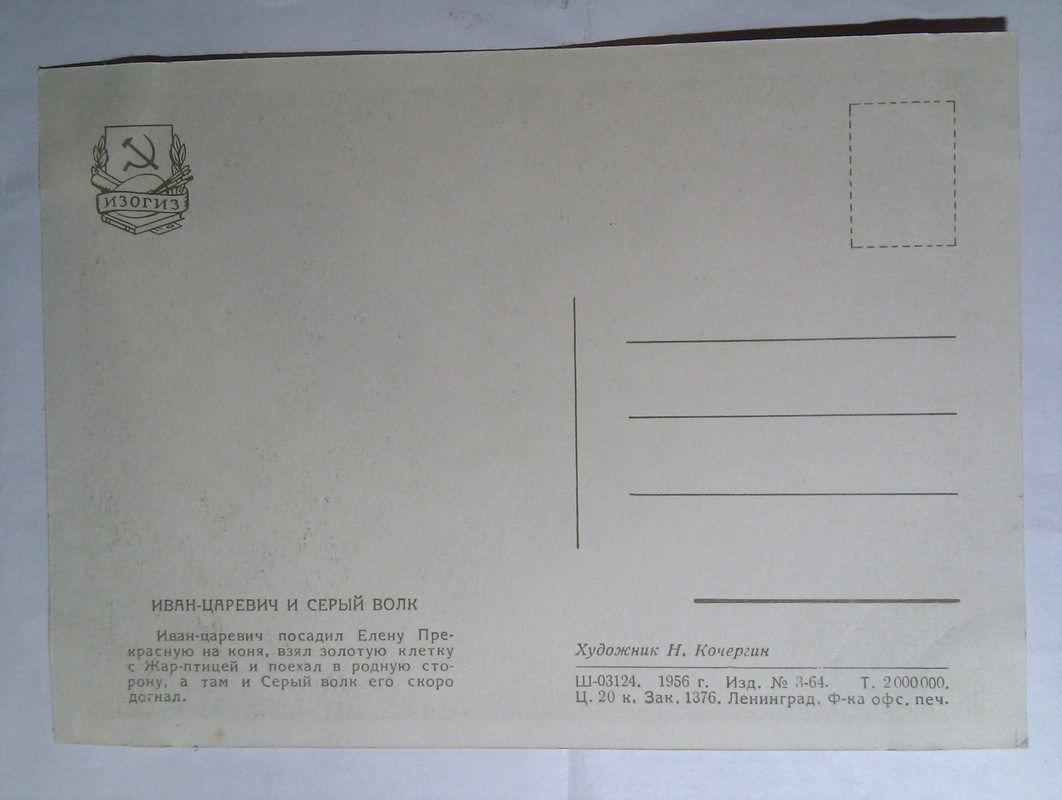 ИЗОГИЗ
ИВАН-ЦАРЕВИЧ И СЕРЫЙ ВОЛК
Иван-царевич посадил Елену Пре-
красную на коня, взял золотую клетку
с Жар-птицей и поехал в родную сто-
рону, а там и Серый волк его скоро
догнал.
Художник Н. Кочергин
Ш-03124. 1956 г. Изд. № 3-64. Т. 2000000.
Ц. 20 к. Зак. 1376. Ленинград. Ф-ка офс. печ.